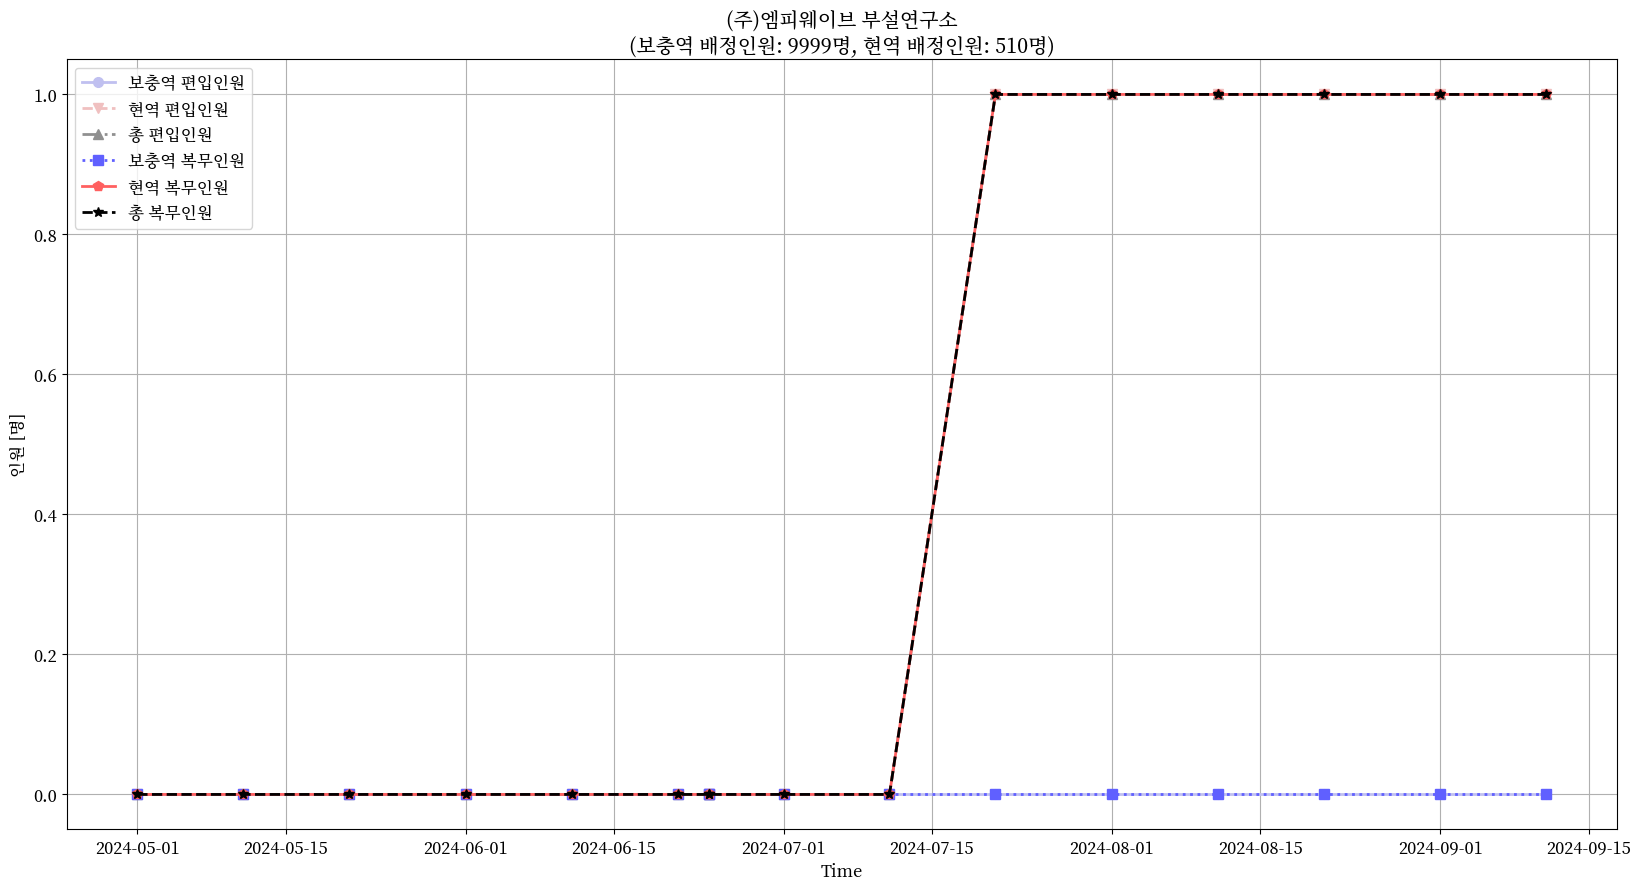 (주)엠피웨이브 부설연구소
(보충역 배정인원: 9999명, 현역 배정인원: 510명)
보충역 편입인원
현역 편입인원
총 편입인원
보충역 복무인원
현역 복무인원
총 복무인원
1.0
0.8
0.6
0.4
0.2
0.0
인원 [명]
2024-05-01 2024-05-15 2024-06-01 2024-06-15 2024-07-01 2024-07-15 2024-08-01 2024-08-15 2024-09-01 2024-09-15
Time